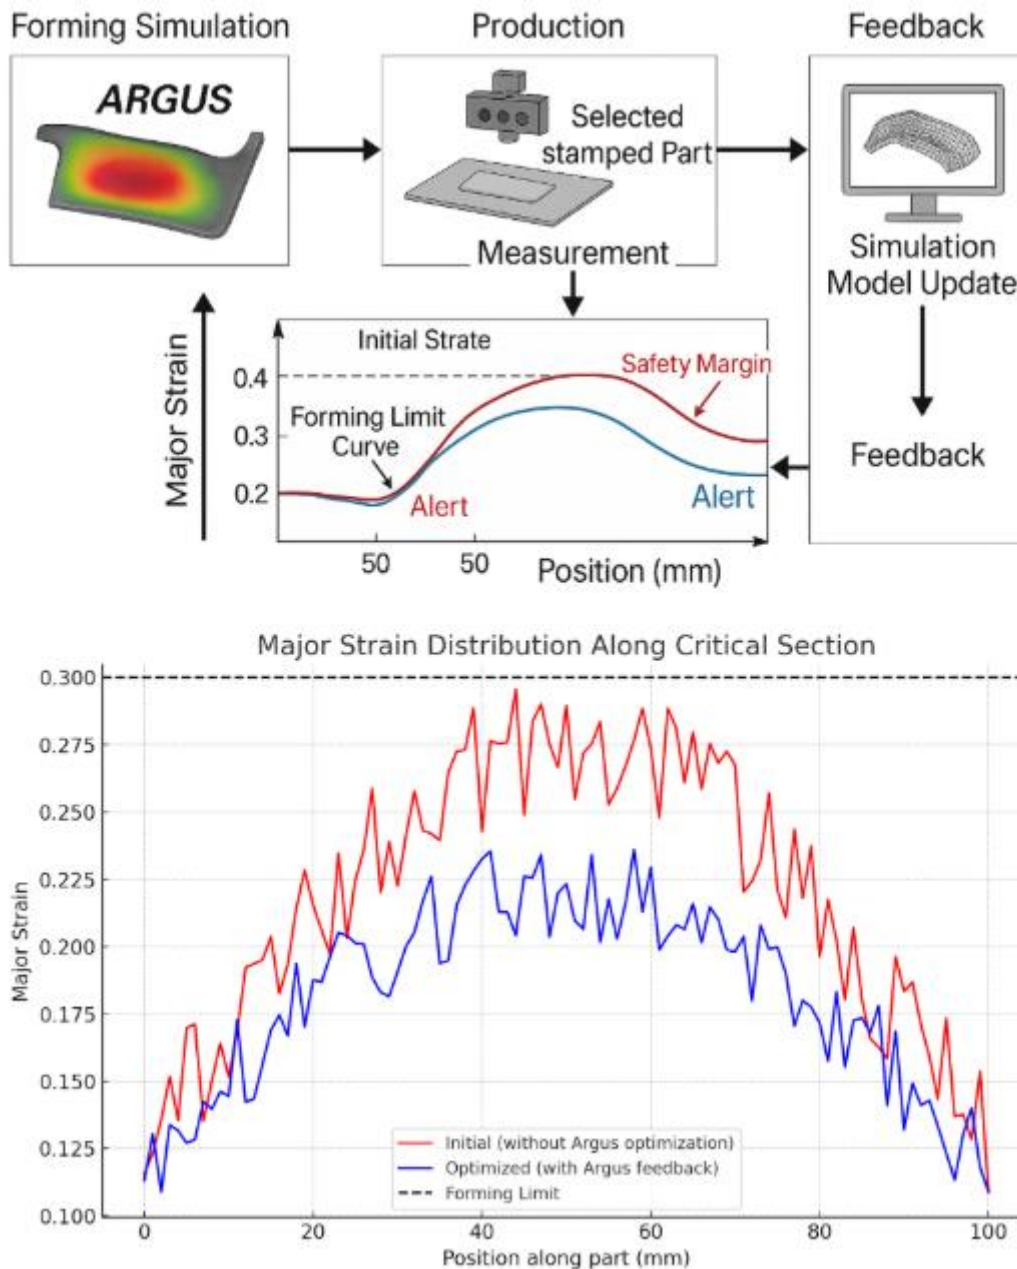 Forming Simulation
Production
Feedback
ARGUS
Selected
stamped Part
Measurement
Simulation
Model Update
Feedback
Major Strain
Initial Strate
0.4
0.3
0.2
Safety Margin
Forming Limit
Curve
Alert
Alert
50
50
Position (mm)
Major Strain Distribution Along Critical Section
Major Strain
0.300
0.275
0.250
0.225
0.200
0.175
0.150
0.125
0.100
Initial (without Argus optimization)
Optimized (with Argus feedback)
Forming Limit
0
20
40
60
80
100
Position along part (mm)